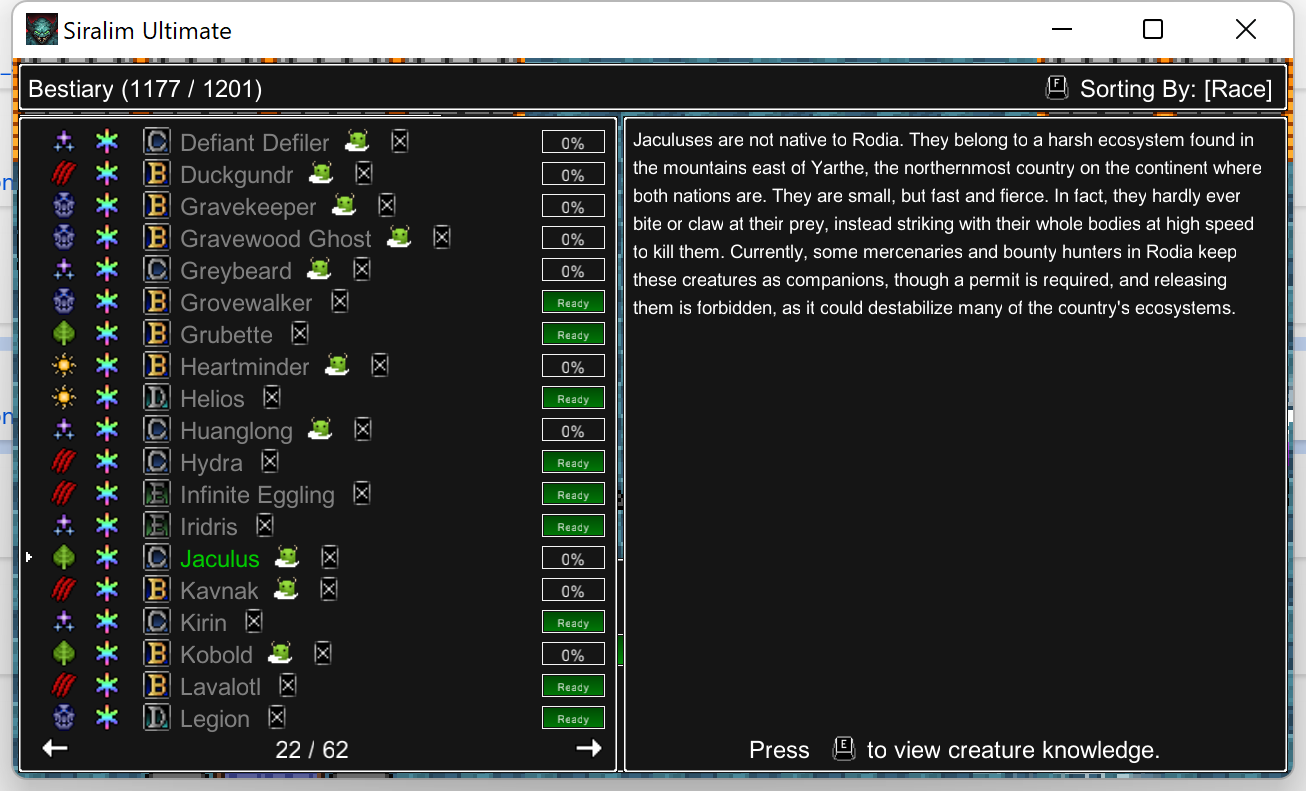 Siralim Ultimate
Bestiary (1177 / 1201)
F Sorting By: [Race]
C Defiant Defiler 0%
B Duckgundr 0%
B Gravekeeper 0%
B Gravewood Ghost 0%
C Greybeard 0%
B Grovewalker Ready
B Grubette Ready
B Heartminder 0%
D Helios Ready
C Huanglong 0%
C Hydra Ready
E Infinite Eggling Ready
E Iridris Ready
C Jaculus 0%
B Kavnak 0%
C Kirin Ready
B Kobold 0%
B Lavalotl Ready
D Legion Ready
22 / 62
Jaculuses are not native to Rodia. They belong to a harsh ecosystem found in
the mountains east of Yarthe, the northernmost country on the continent where
both nations are. They are small, but fast and fierce. In fact, they hardly ever
bite or claw at their prey, instead striking with their whole bodies at high speed
to kill them. Currently, some mercenaries and bounty hunters in Rodia keep
these creatures as companions, though a permit is required, and releasing
them is forbidden, as it could destabilize many of the country's ecosystems.
Press E to view creature knowledge.